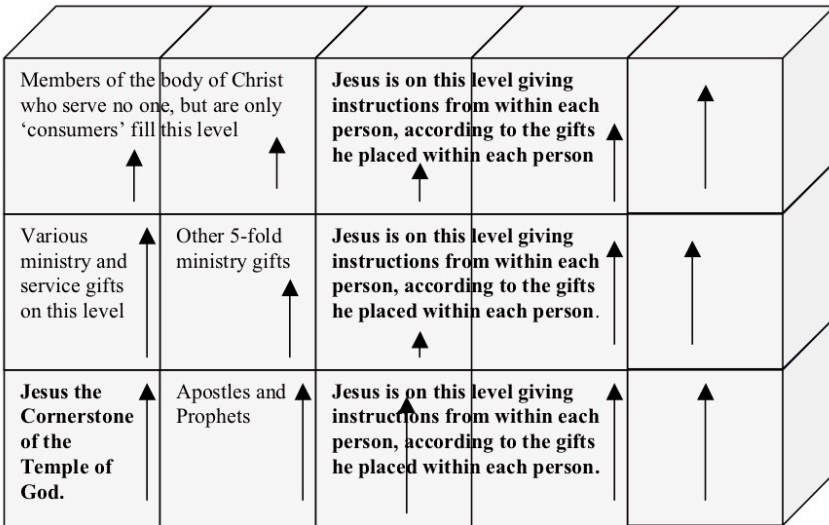 Members of the body of Christ
who serve no one, but are only
‘consumers’ fill this level
Jesus is on this level giving
instructions from within each
person, according to the gifts
he placed within each person
Various
ministry and
service gifts
on this level
Other 5-fold
ministry gifts
Jesus is on this level giving
instructions from within each
person, according to the gifts
he placed within each person.
Jesus the
Cornerstone
of the
Temple of
God.
Apostles and
Prophets
Jesus is on this level giving
instructions from within each
person, according to the gifts
he placed within each person.